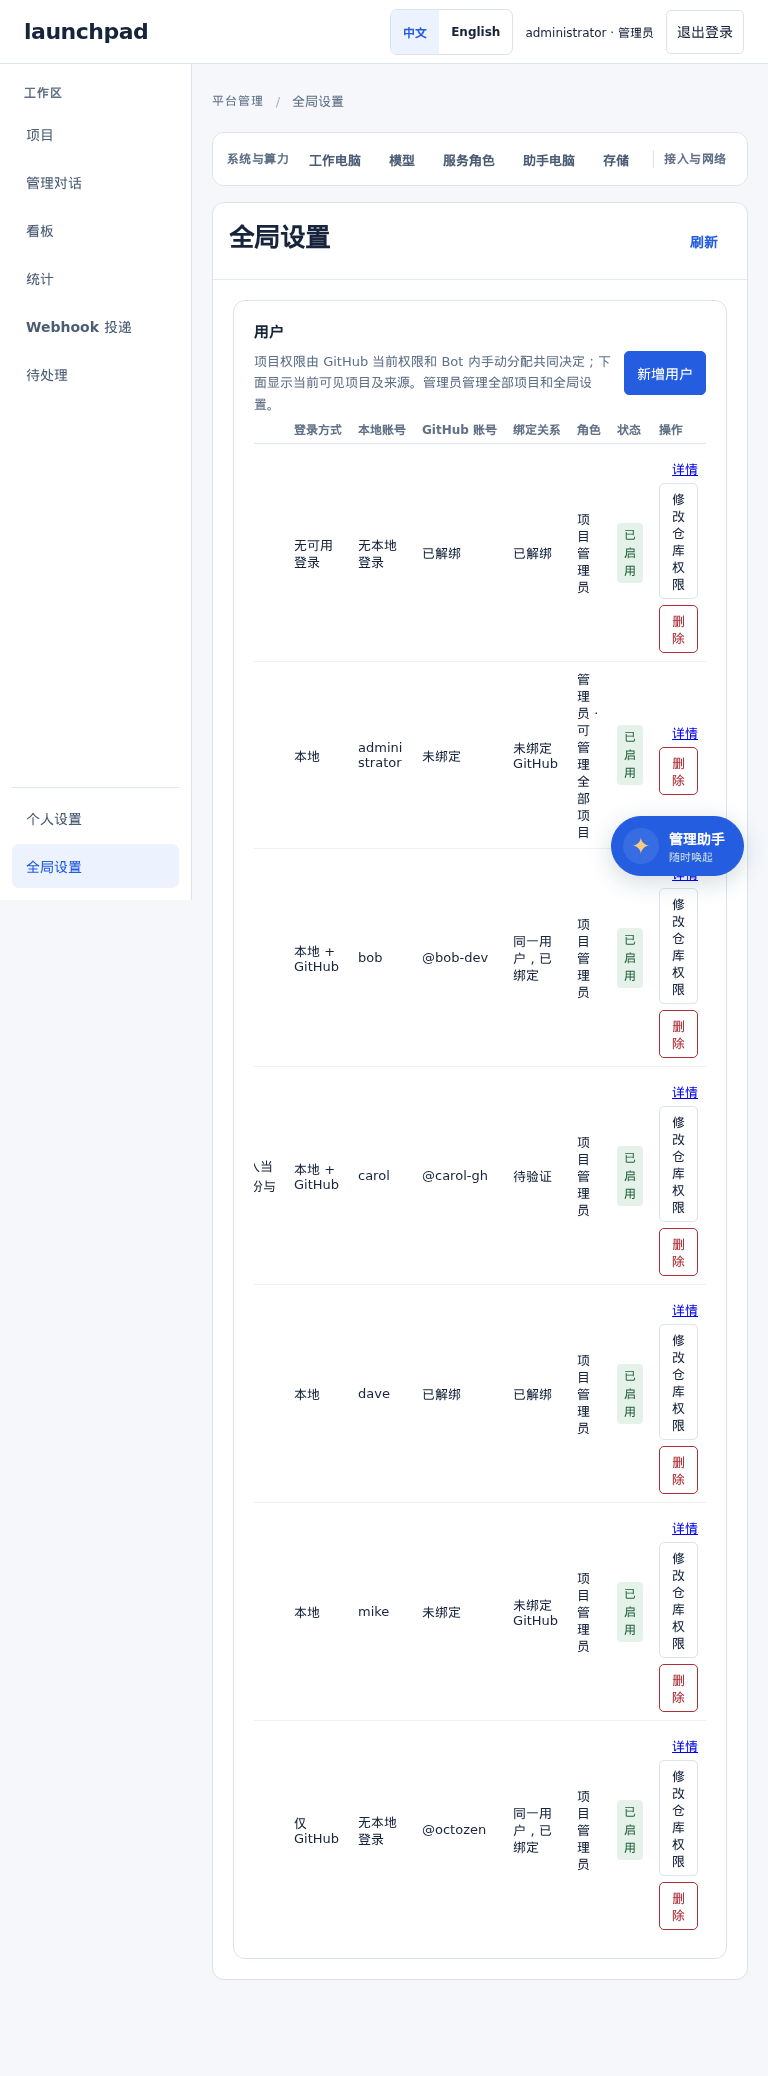 launchpad
中文
English
administrator · 管理员
退出登录
工作区
项目
管理对话
看板
统计
Webhook 投递
待处理
个人设置
全局设置
平台管理 / 全局设置
系统与算力
工作电脑
模型
服务角色
助手电脑
存储
接入与网络
全局设置
刷新
用户
项目权限由 GitHub 当前权限和 Bot 内手动分配共同决定；下
面显示当前可见项目及来源。管理员管理全部项目和全局设
置。
新增用户
登录方式 本地账号 GitHub 账号 绑定关系 角色 状态 操作
无可用
登录
无本地
登录
已解绑
已解绑
项
目
管
理
员
已
启
用
详情
修
改
仓
库
权
限
删
除
本地
admini
strator
未绑定
未绑定
GitHub
管
理
员 ·
可
管
理
全
部
项
目
已
启
用
详情
删
除
管理助手
随时唤起
本地 +
GitHub
bob
@bob-dev
同一用
户，已
绑定
项
目
管
理
员
已
启
用
详情
修
改
仓
库
权
限
删
除
当
份与
本地 +
GitHub
carol
@carol-gh
待验证
项
目
管
理
员
已
启
用
详情
修
改
仓
库
权
限
删
除
本地
dave
已解绑
已解绑
项
目
管
理
员
已
启
用
详情
修
改
仓
库
权
限
删
除
本地
mike
未绑定
未绑定
GitHub
项
目
管
理
员
已
启
用
详情
修
改
仓
库
权
限
删
除
仅
GitHub
无本地
登录
@octozen
同一用
户，已
绑定
项
目
管
理
员
已
启
用
详情
修
改
仓
库
权
限
删
除